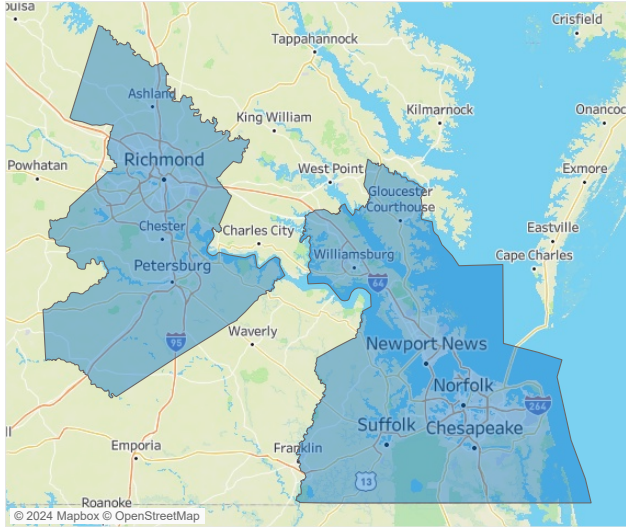 Crisfield
Tappahannock
Ashland
Kilmarnock
Onancoc
King William
Richmond
Powhatan
West Point
Exmore
Gloucester
Courthouse
Chester
Charles City
Eastville
Williamsburg
Cape Charles
Petersburg
64
Waverly
95
Newport News
Norfolk
264
Suffolk
Chesapeake
Emporia
Franklin
13
Roanoke
© 2024 Mapbox © OpenStreetMap